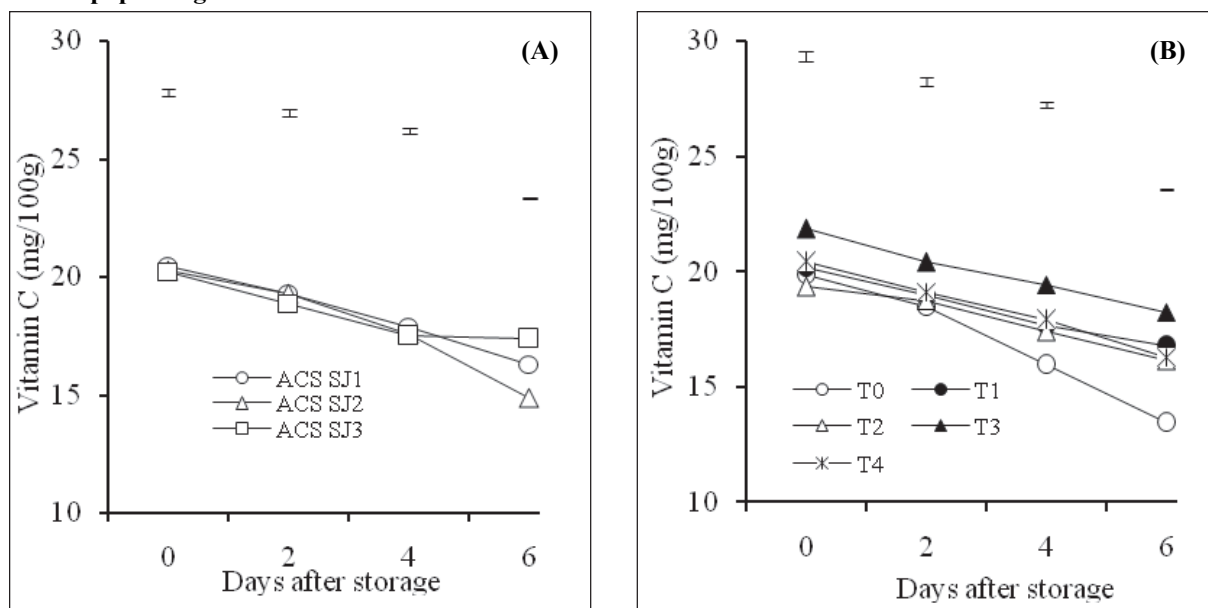 30
25
20
15
10
Vitamin C (mg/100g)
(A)
ACS SJ1
ACS SJ2
ACS SJ3
0 2 4 6
Days after storage
30
25
20
15
10
Vitamin C (mg/100g)
(B)
T0 T1
T2 T3
T4
0 2 4 6
Days after storage